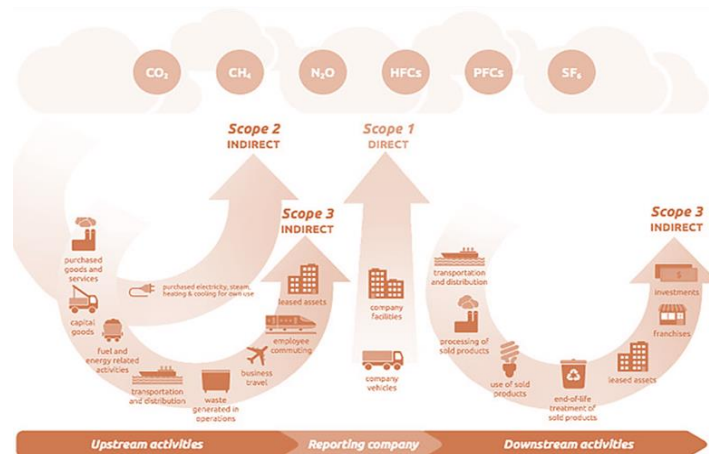 CO₂ CH₄ N₂O HFCs PFCs SF₆
Scope 2
INDIRECT
Scope 1
DIRECT
Scope 3
INDIRECT
Scope 3
INDIRECT
purchased
goods and
services
purchased electricity, steam,
heating & cooling for own use
capital
goods
fuel and
energy related
activities
transportation
and distribution
waste
generated in
operations
business
travel
employee
commuting
leased assets
company
facilities
company
vehicles
transportation
and distribution
processing of
sold products
use of sold
products
end-of-life
treatment of
sold products
leased assets
franchises
investments
$
Upstream activities Reporting company Downstream activities